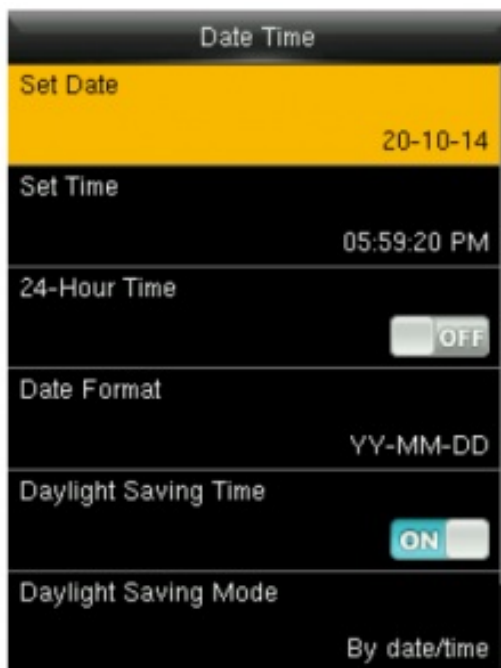 Date Time
Set Date
20-10-14
Set Time
05:59:20 PM
24-Hour Time
OFF
Date Format
YY-MM-DD
Daylight Saving Time
ON
Daylight Saving Mode
By date/time